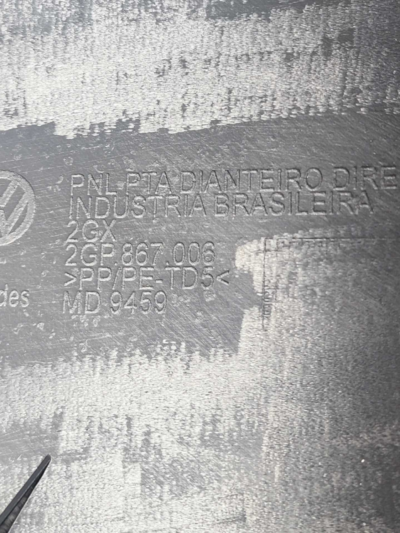 PNL PTA DIANTEIRO DIRE
INDUSTRIA BRASILEIRA
2GX
2GP.867.006
>PP/PE-TD5<
des
MD 9459